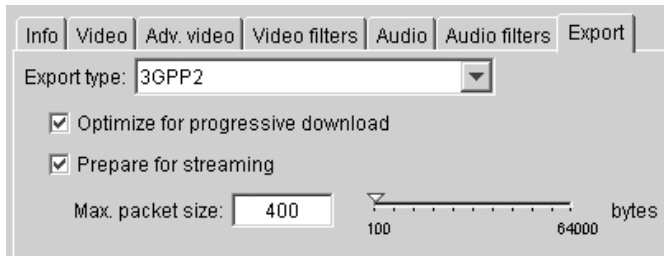 Info Video Adv. video Video filters Audio Audio filters Export
Export type: 3GPP2
Optimize for progressive download
Prepare for streaming
Max. packet size: 400 bytes
100 64000